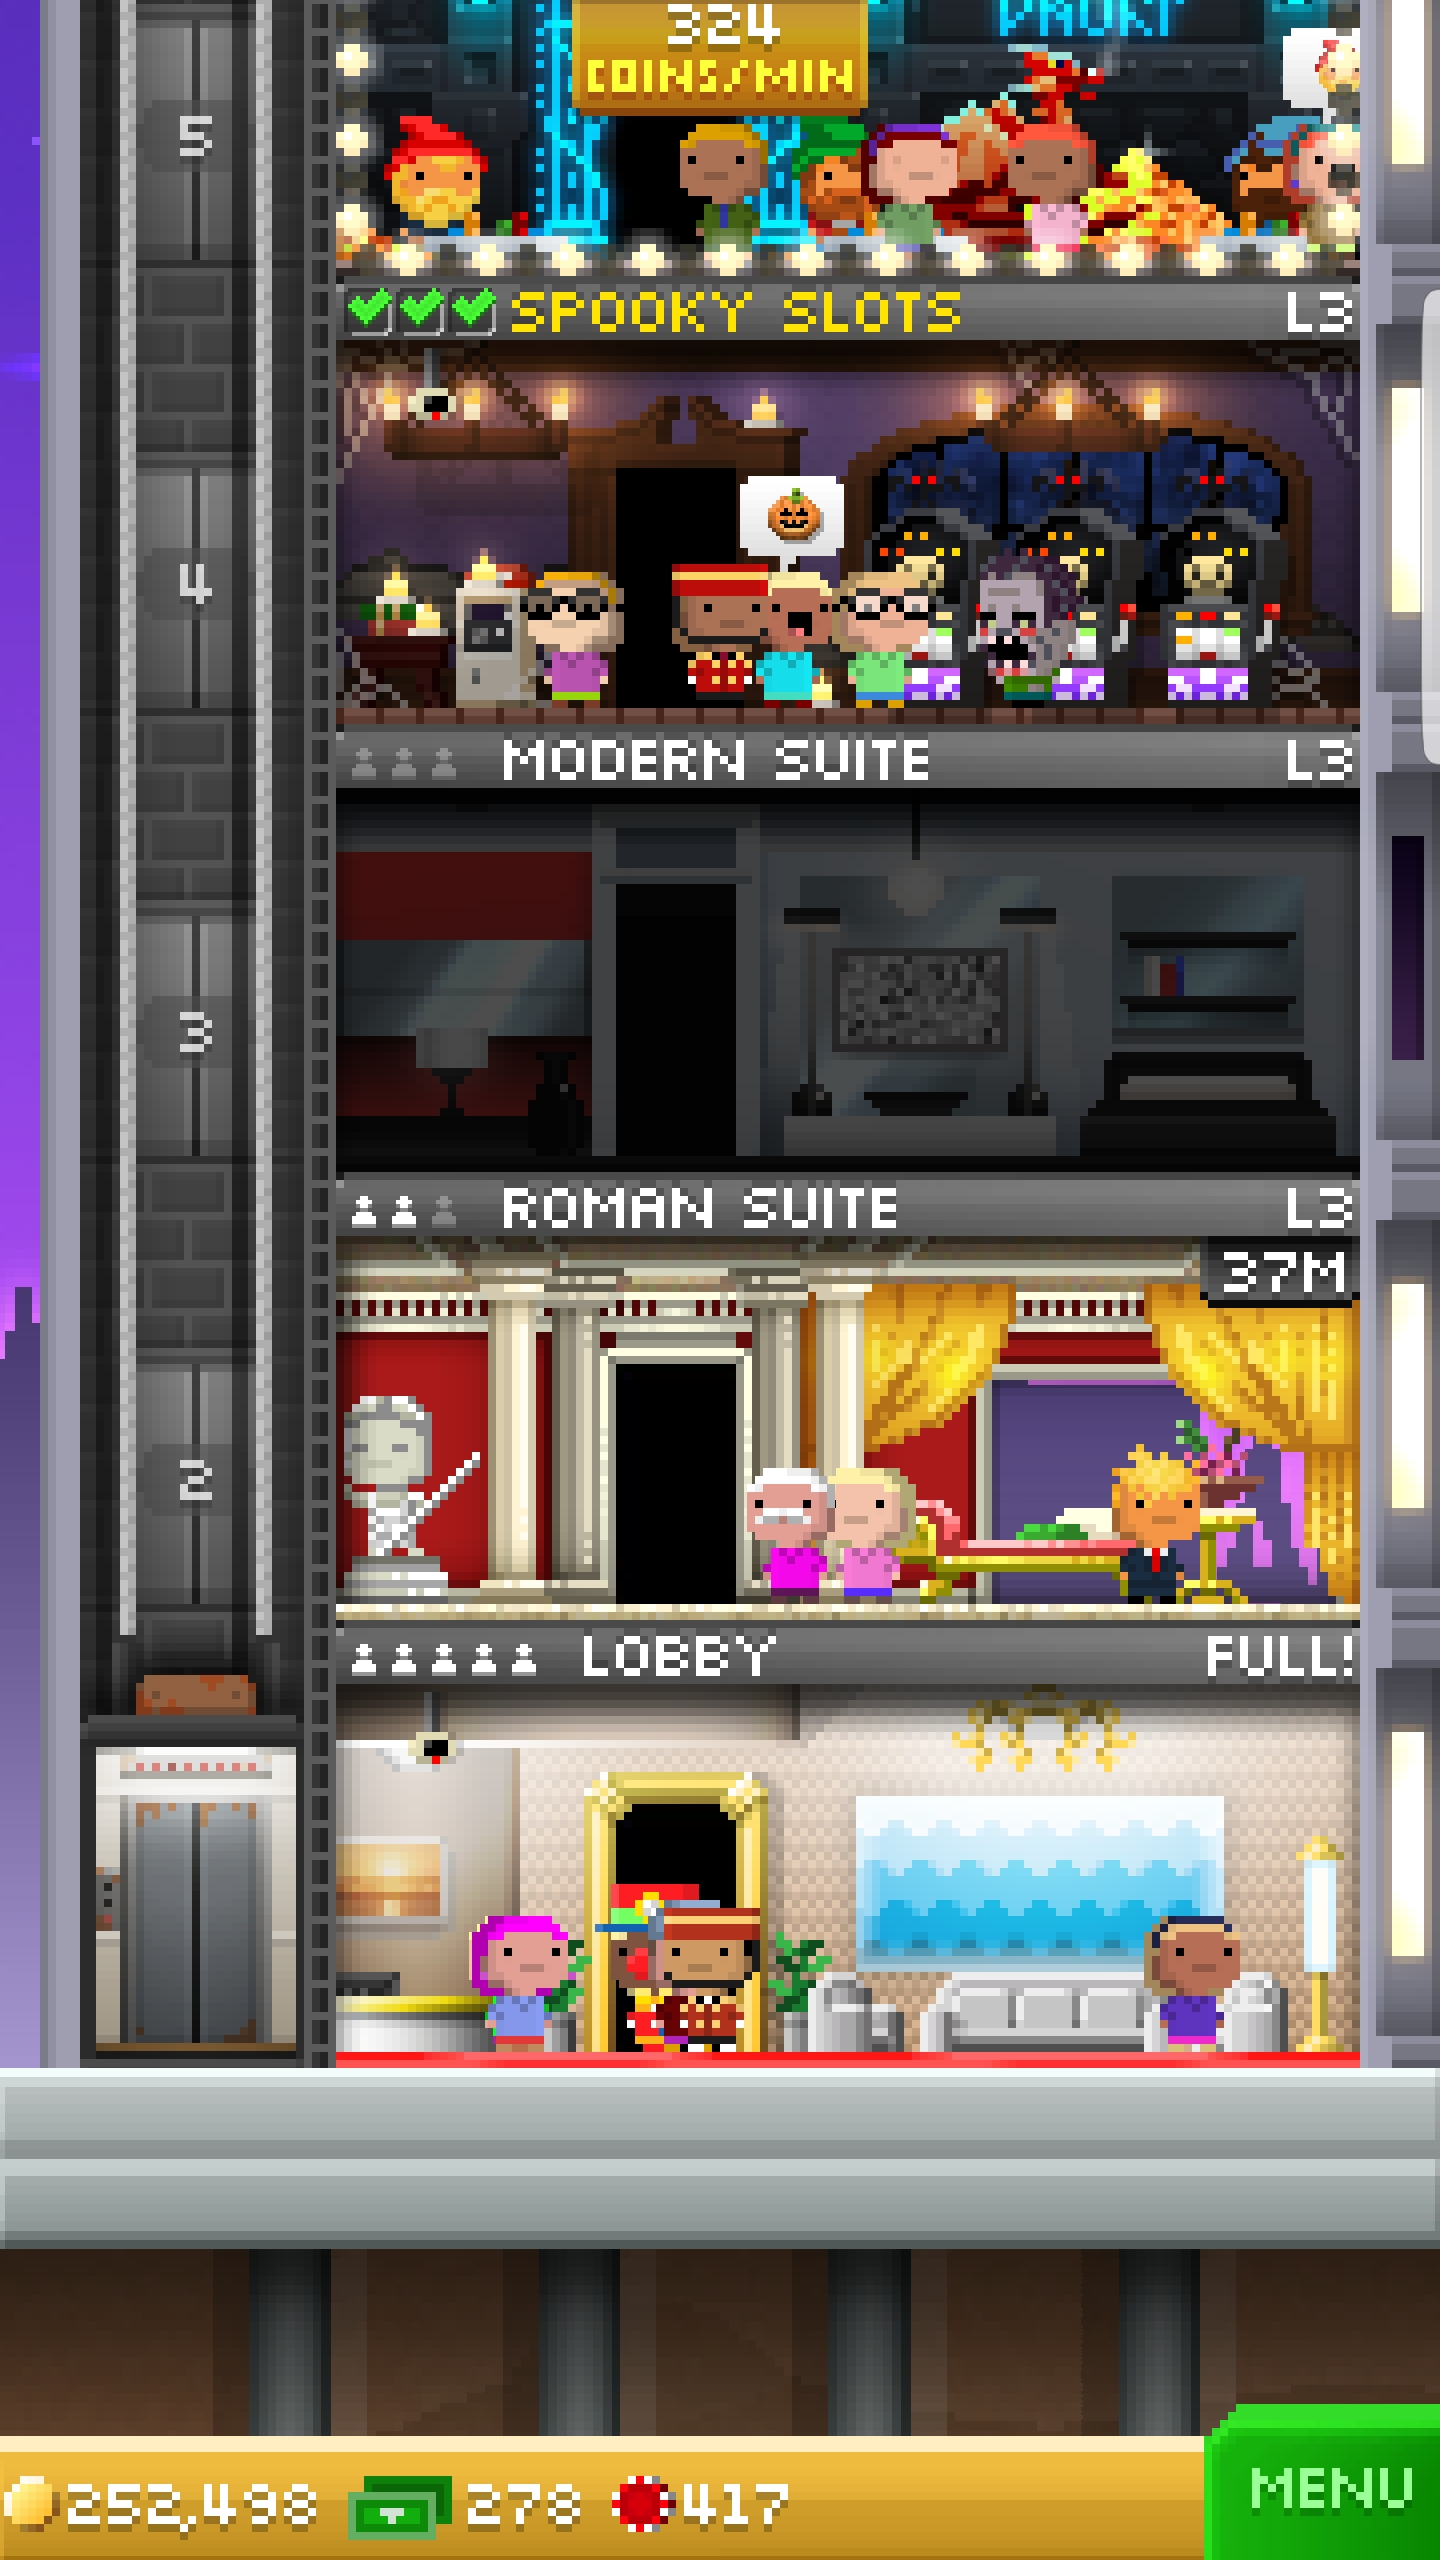 324
COINS/MIN
5
SPOOKY SLOTS L3
4
MODERN SUITE L3
3
ROMAN SUITE L3
37M
2
LOBBY FULL!
252,498 278 417
MENU